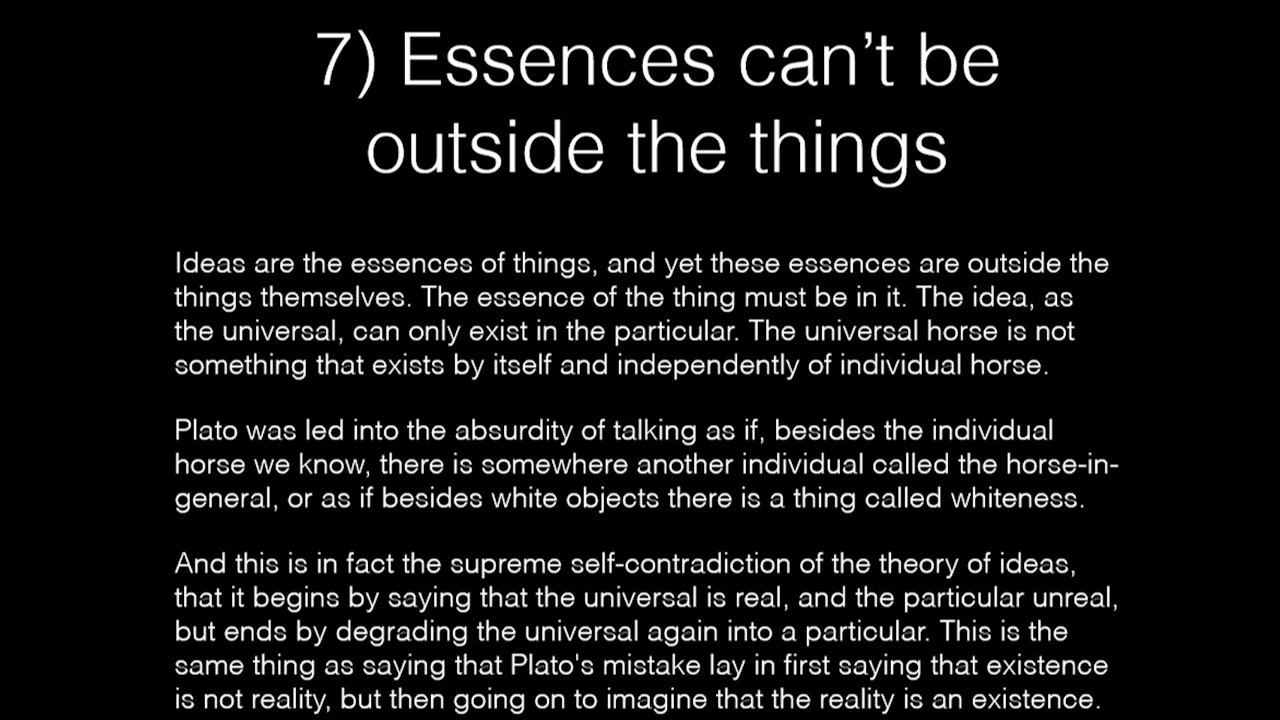 7) Essences can’t be
outside the things
Ideas are the essences of things, and yet these essences are outside the
things themselves. The essence of the thing must be in it. The idea, as
the universal, can only exist in the particular. The universal horse is not
something that exists by itself and independently of individual horse.
Plato was led into the absurdity of talking as if, besides the individual
horse we know, there is somewhere another individual called the horse-in-
general, or as if besides white objects there is a thing called whiteness.
And this is in fact the supreme self-contradiction of the theory of ideas,
that it begins by saying that the universal is real, and the particular unreal,
but ends by degrading the universal again into a particular. This is the
same thing as saying that Plato's mistake lay in first saying that existence
is not reality, but then going on to imagine that the reality is an existence.